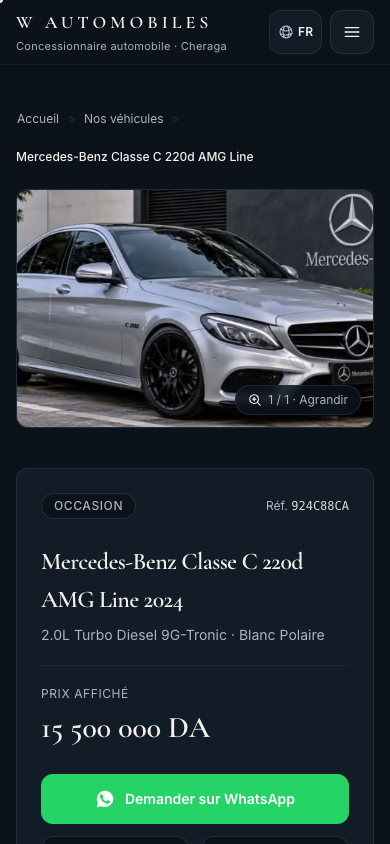 W AUTOMOBILES
Concessionnaire automobile · Cheraga
FR
Accueil > Nos véhicules >
Mercedes-Benz Classe C 220d AMG Line
Mercedes-
C 200
Mercedes-Benz
1 / 1 · Agrandir
OCCASION
Réf. 924C88CA
Mercedes-Benz Classe C 220d
AMG Line 2024
2.0L Turbo Diesel 9G-Tronic · Blanc Polaire
PRIX AFFICHÉ
15 500 000 DA
Demander sur WhatsApp